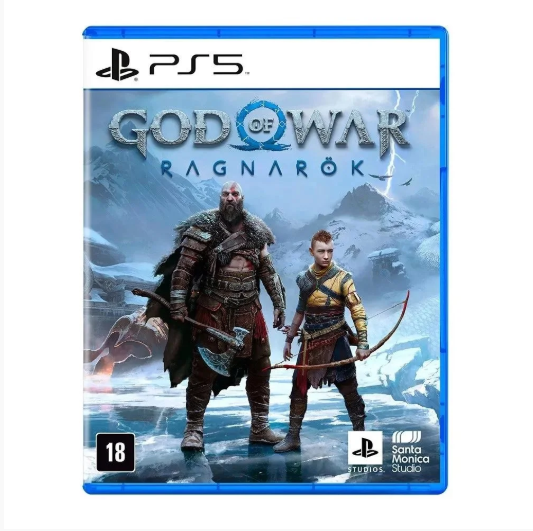 PS5
GOD OF WAR
RAGNARÖK
18
STUDIOS
Santa
Monica
Studio